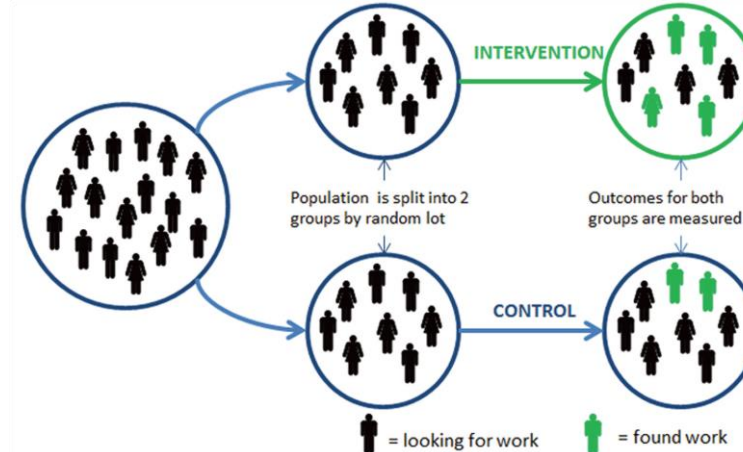 INTERVENTION
Population is split into 2
groups by random lot
Outcomes for both
groups are measured
CONTROL
= looking for work
= found work